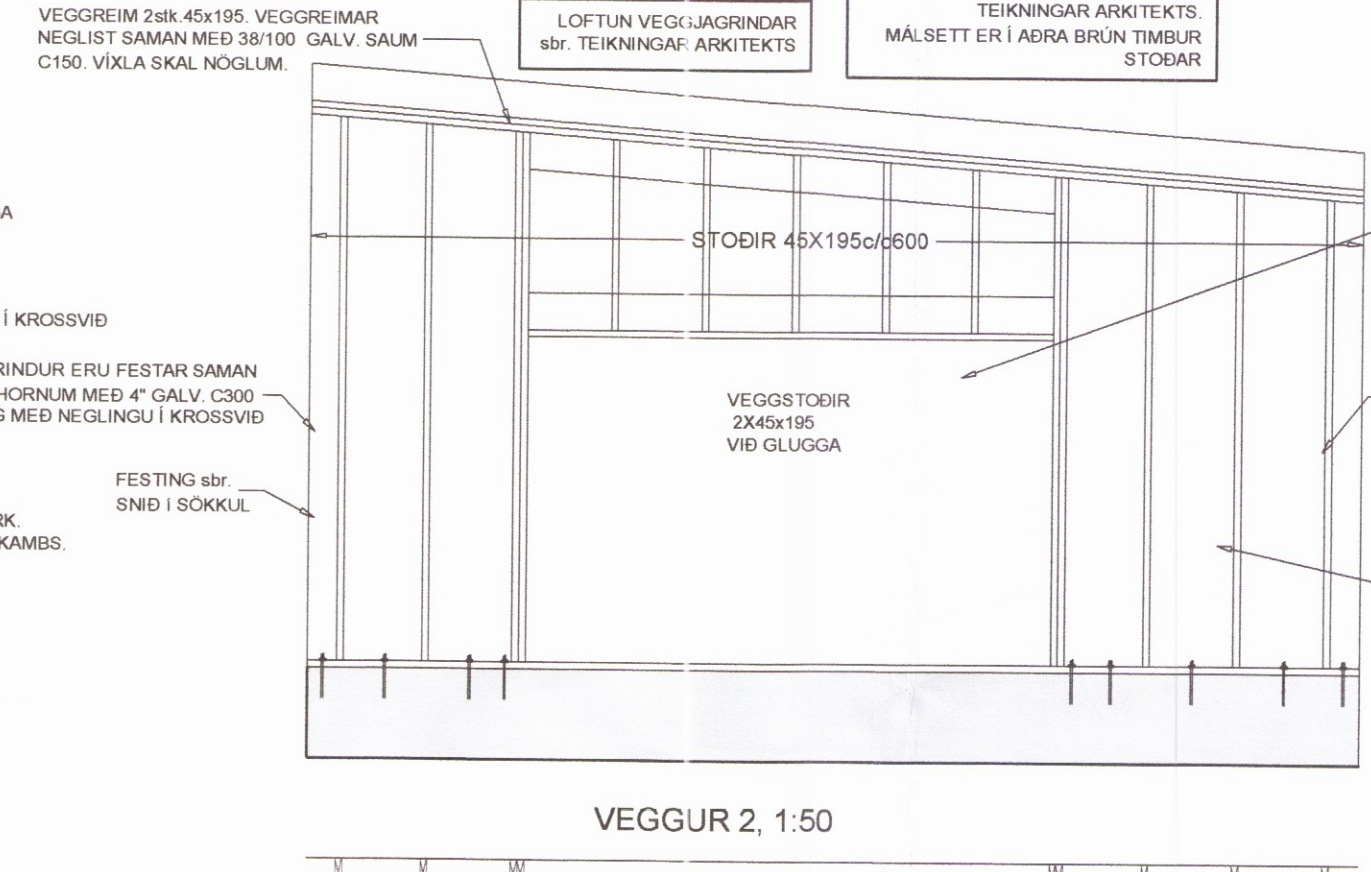 VEGGREIM 2stk.45x195. VEGGREIMAR
NEGLIST SAMAN MEÐ 38/100 GALV. SAUM
C150. VÍXLA SKAL NÖGLUM.
LOFTUN VEGGJAGRINDAR
sbr. TEIKNINGAR ARKITEKTS
TEIKNINGAR ARKITEKTS.
MÁLSETT ER Í AÐRA BRÚN TIMBUR
STOÐAR
STOÐIR 45X195c/c600
Í KROSSVIÐ
RINDUR ERU FESTAR SAMAN
HORNUM MEÐ 4" GALV. C300
MEÐ NEGLINGU Í KROSSVIÐ
VEGGSTOÐIR
2X45x195
VIÐ GLUGGA
FESTING sbr.
SNIÐ Í SÖKKUL
RK.
KAMBS.
VEGGUR 2, 1:50